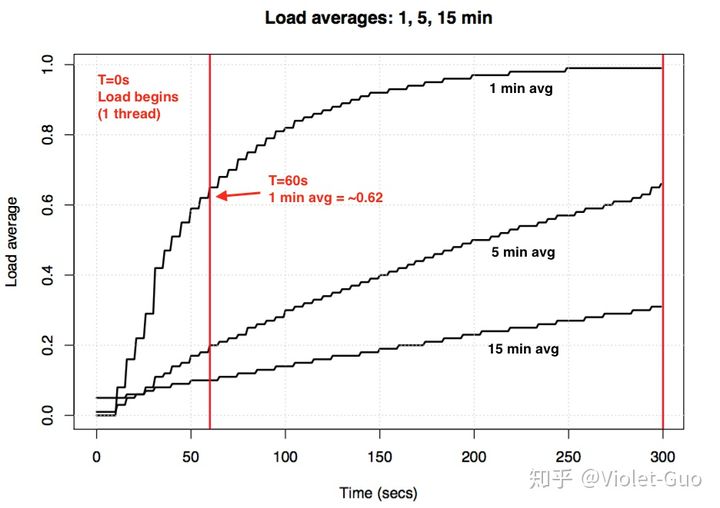 Load averages: 1, 5, 15 min
1.0
0.8
0.6
0.4
0.2
0.0
Load average
T=0s
Load begins
(1 thread)
T=60s
1 min avg = ~0.62
1 min avg
5 min avg
15 min avg
0 50 100 150 200 250 300
Time (secs)
知乎 @Violet-Guo